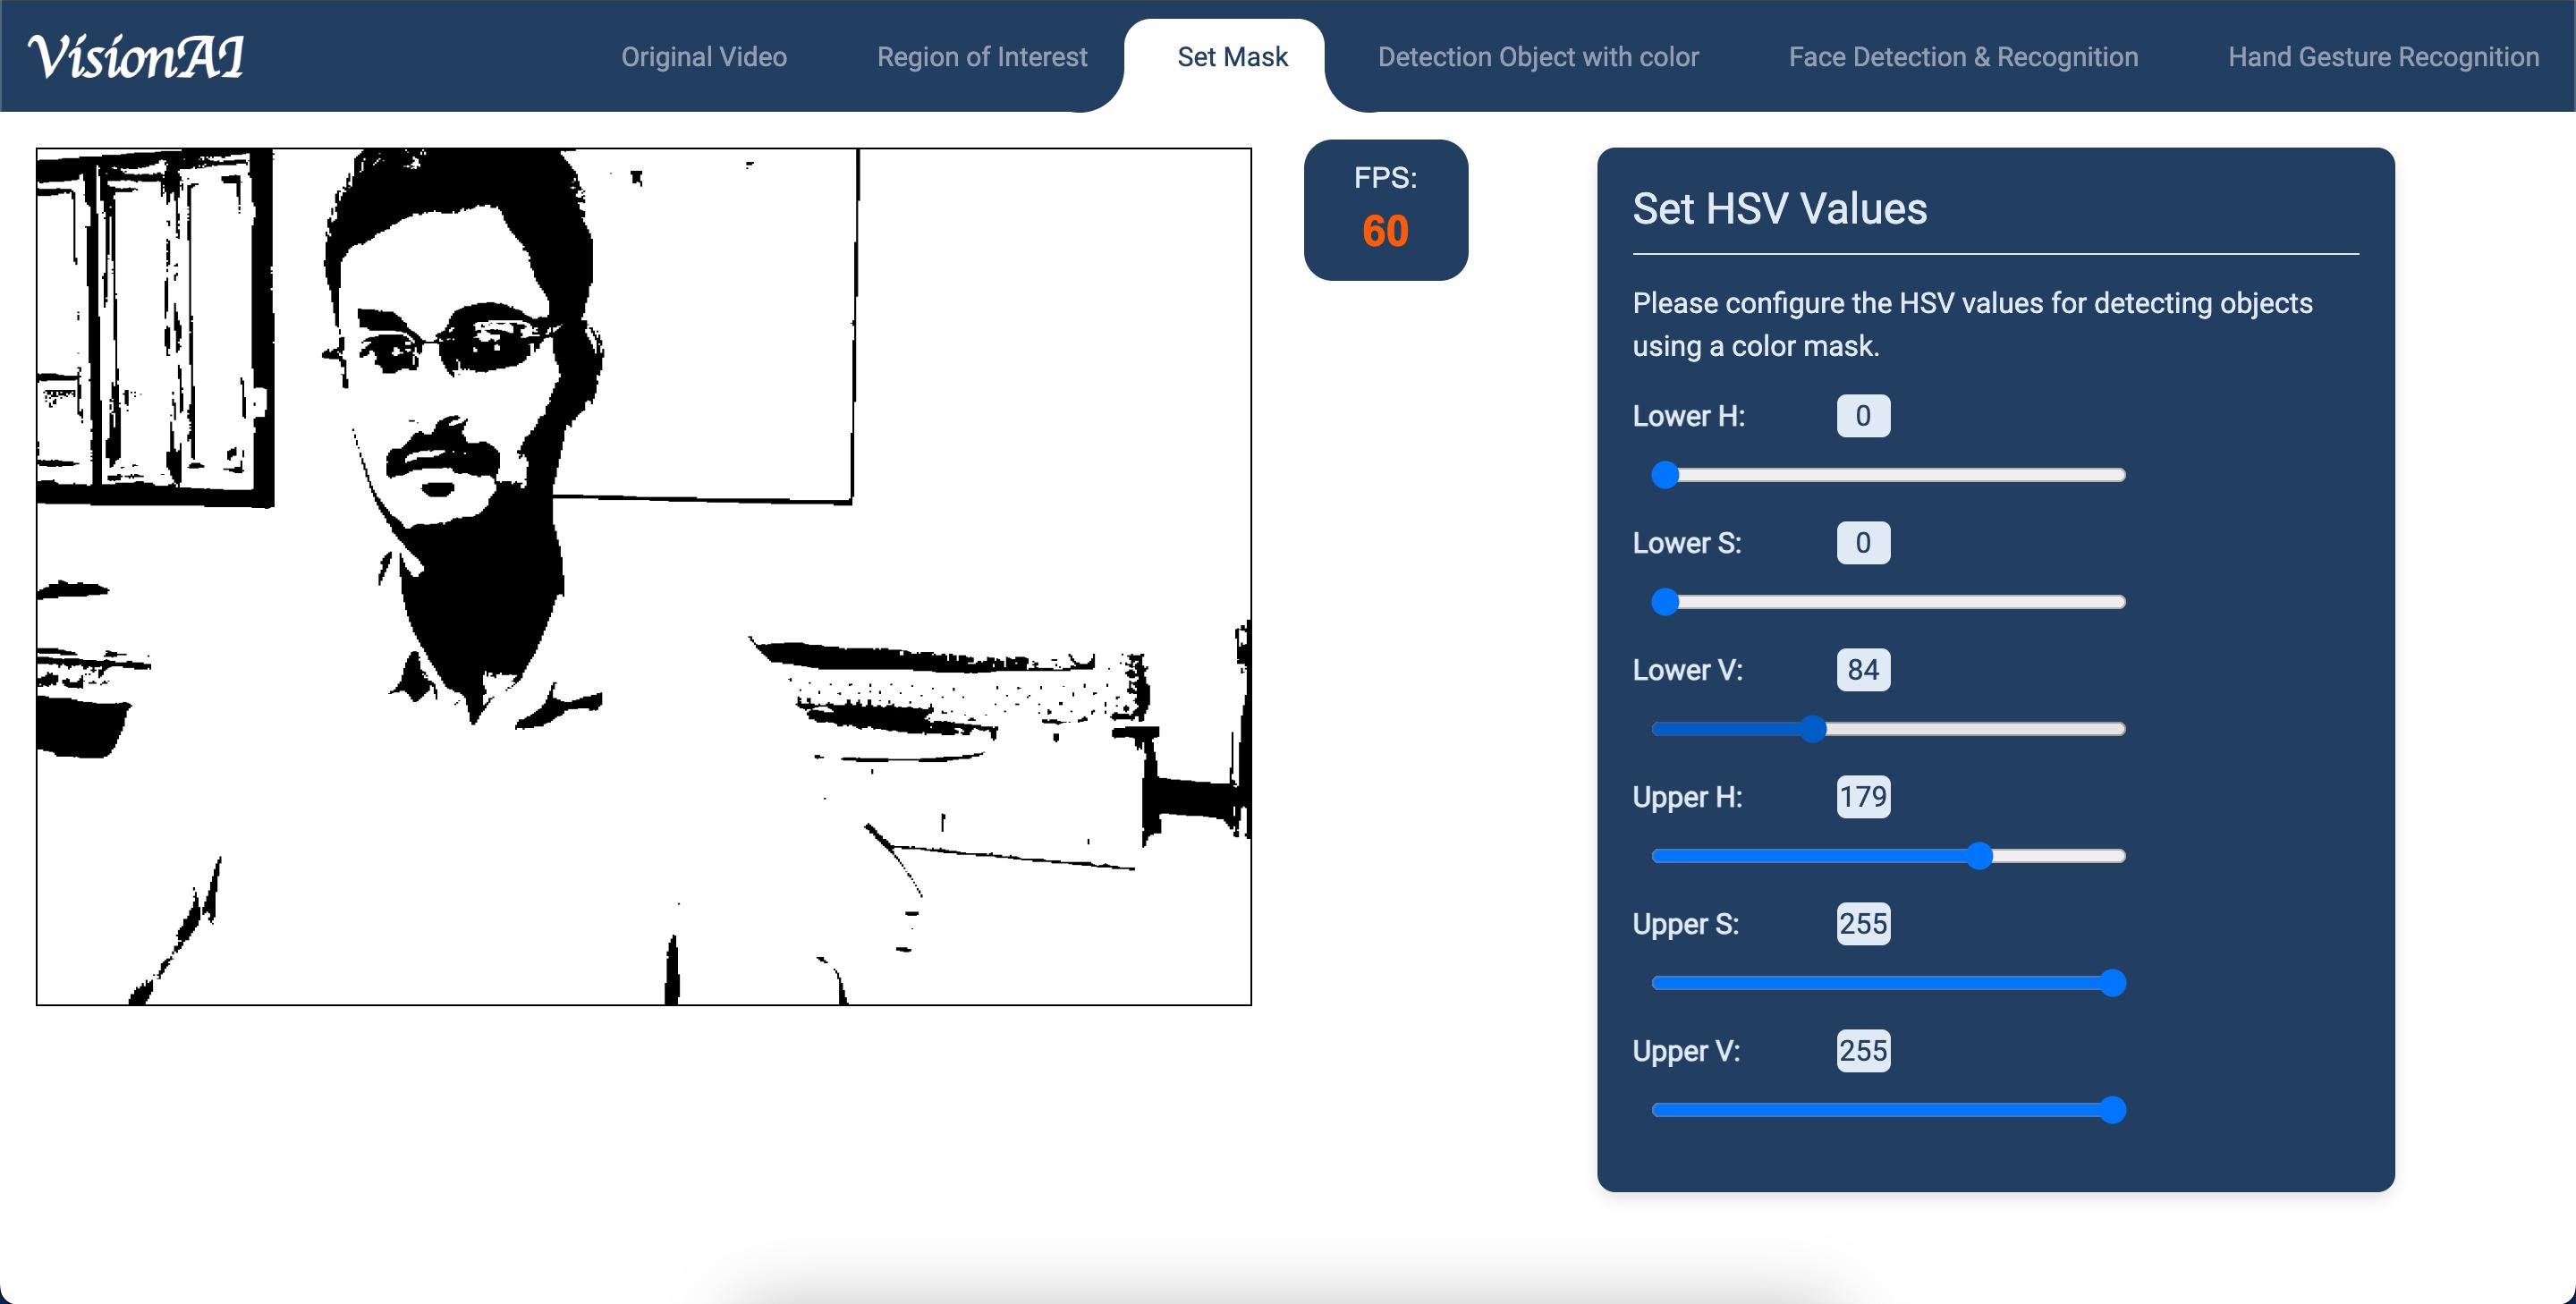 VisionAI
Original Video
Region of Interest
Set Mask
Detection Object with color
Face Detection & Recognition
Hand Gesture Recognition
FPS:
60
Set HSV Values
Please configure the HSV values for detecting objects
using a color mask.
Lower H: 0
Lower S: 0
Lower V: 84
Upper H: 179
Upper S: 255
Upper V: 255